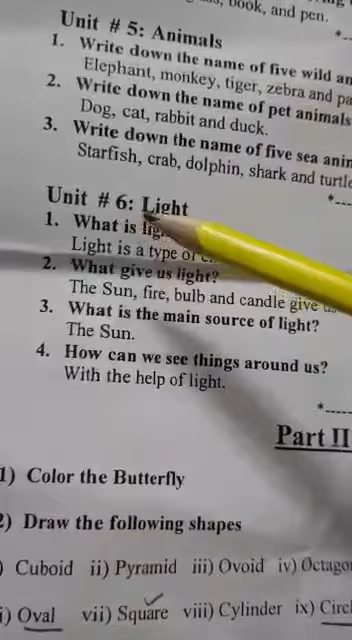 book, and pen.
Unit # 5: Animals
1. Write down the name of five wild
Elephant, monkey, tiger, zebra and
2. Write down the name of pet animals
Dog, cat, rabbit and duck.
3. Write down the name of five sea
Starfish, crab, dolphin, shark and turtle
Unit # 6: Light
1. What is
Light is a type of
2. What give us light?
The Sun, fire, bulb and candle give us
3. What is the main source of light?
The Sun.
4. How can we see things around us?
With the help of light.
Part II
1) Color the Butterfly
2) Draw the following shapes
) Cuboid ii) Pyramid iii) Ovoid iv)
i) Oval vii) Square viii) Cylinder ix)